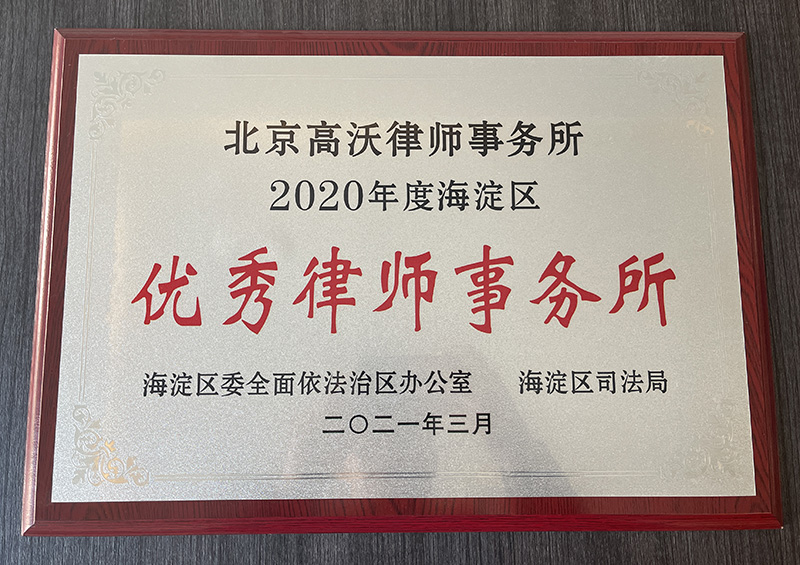 北京高沃律师事务所
2020年度海淀区
优秀律师事务所
海淀区委全面依法治区办公室 海淀区司法局
二〇二一年三月